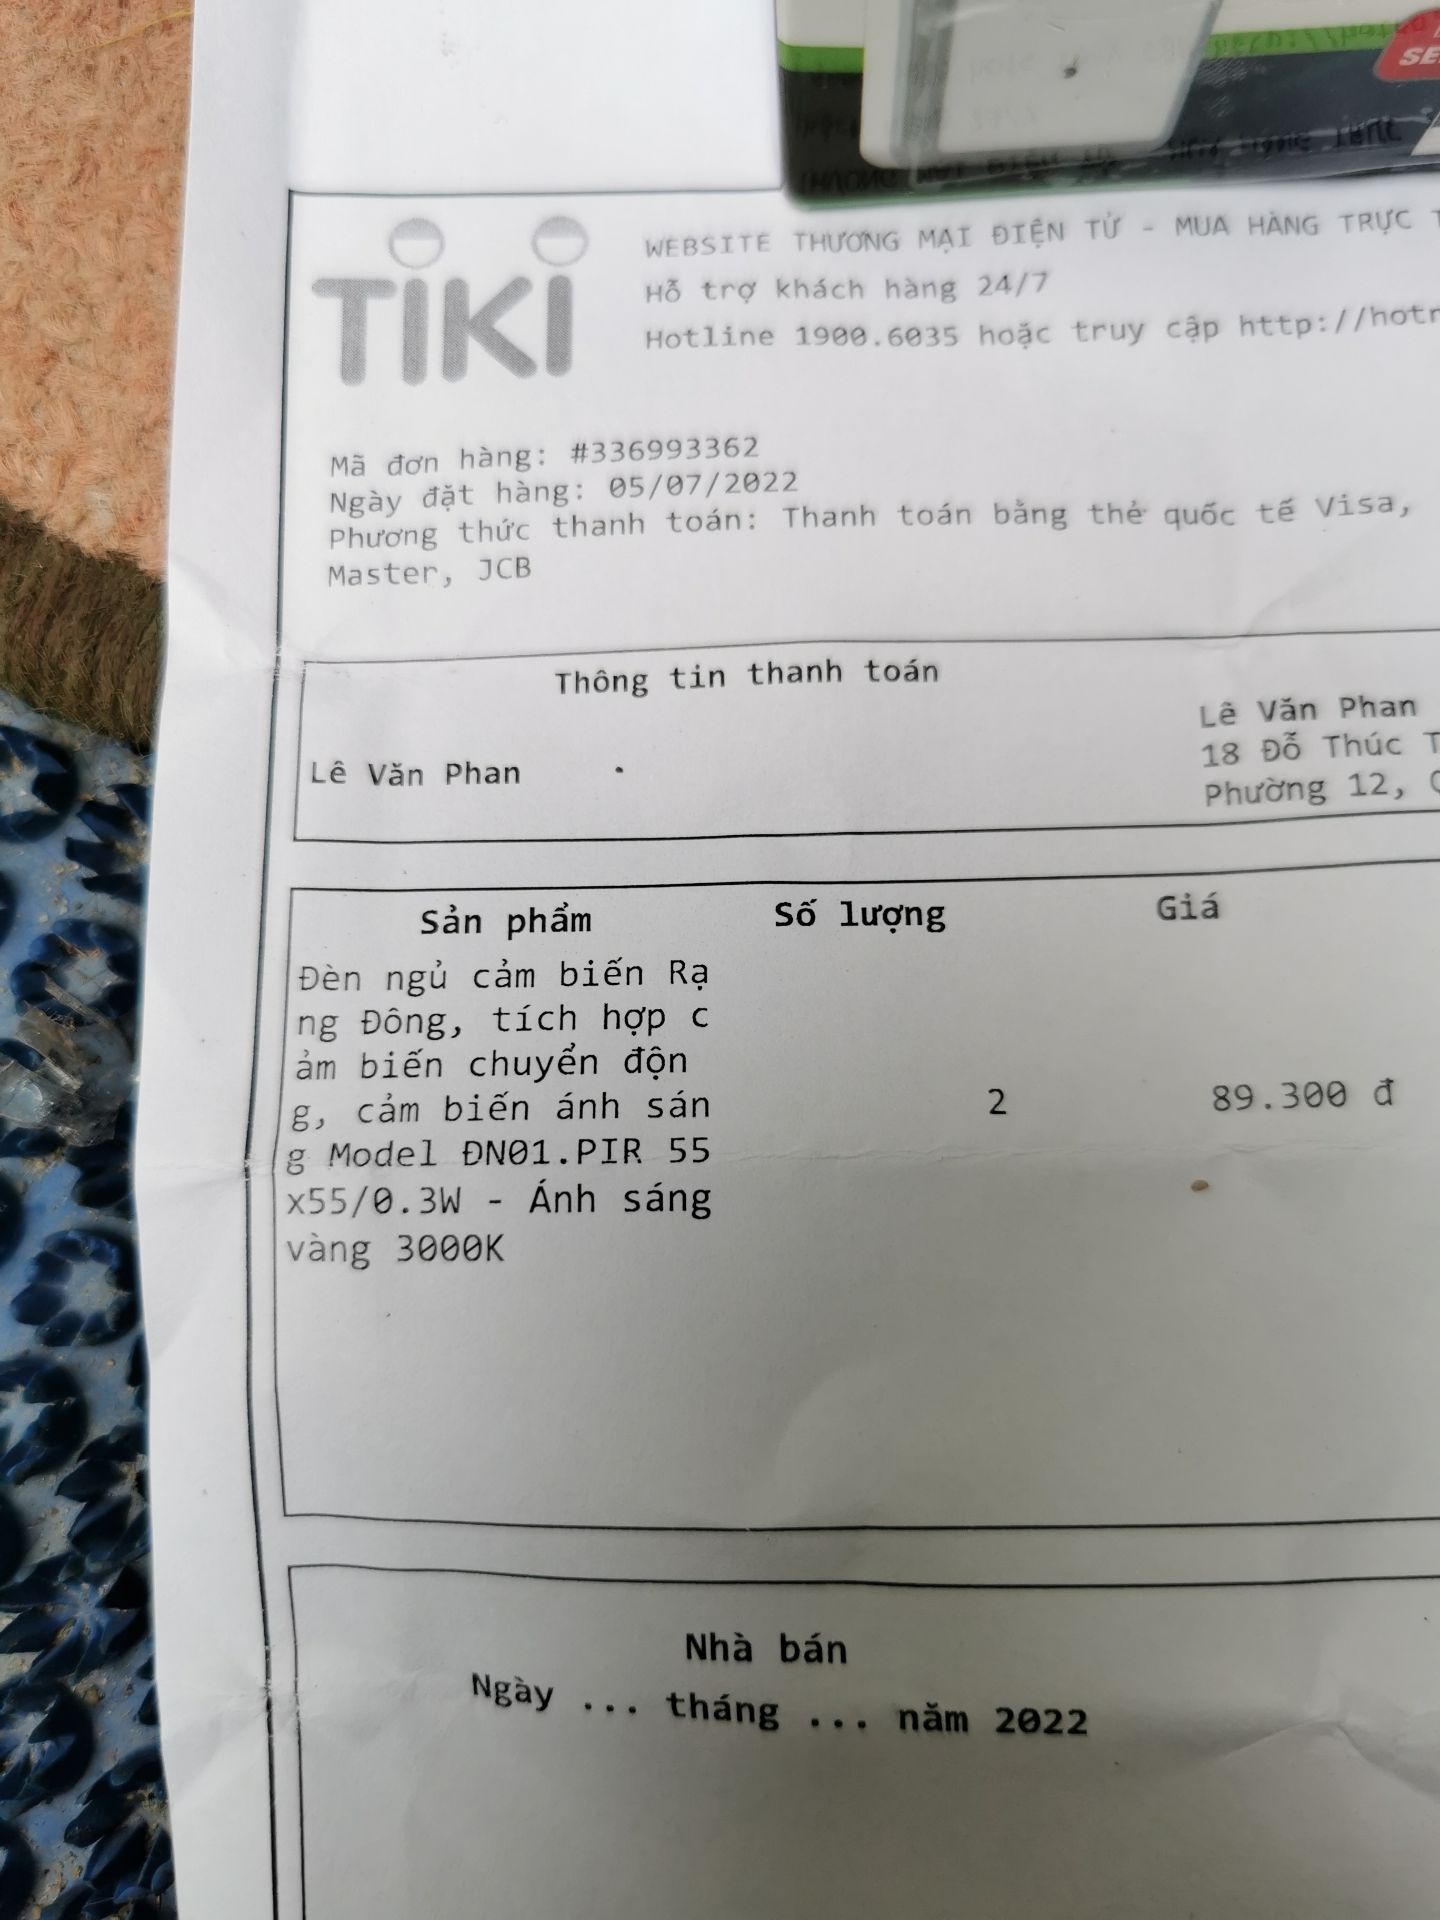 SE
TIKI
WEBSITE THƯƠNG MẠI ĐIỆN TỬ - MUA HÀNG TRỰC T
Hỗ trợ khách hàng 24/7
Hotline 1900.6035 hoặc truy cập http://hotr
Mã đơn hàng: #336993362
Ngày đặt hàng: 05/07/2022
Phương thức thanh toán: Thanh toán bằng thẻ quốc tế Visa,
Master, JCB
Thông tin thanh toán
Lê Văn Phan
Lê Văn Phan
18 Đỗ Thúc T
Phường 12, Q
Sản phẩm Số lượng Giá
Đèn ngủ cảm biến Rạ
ng Đông, tích hợp c
ảm biến chuyển độn
g, cảm biến ánh sán 2 89.300 đ
g Model ĐN01.PIR 55
x55/0.3W - Ánh sáng
vàng 3000K
Nhà bán
Ngày ... tháng ... năm 2022